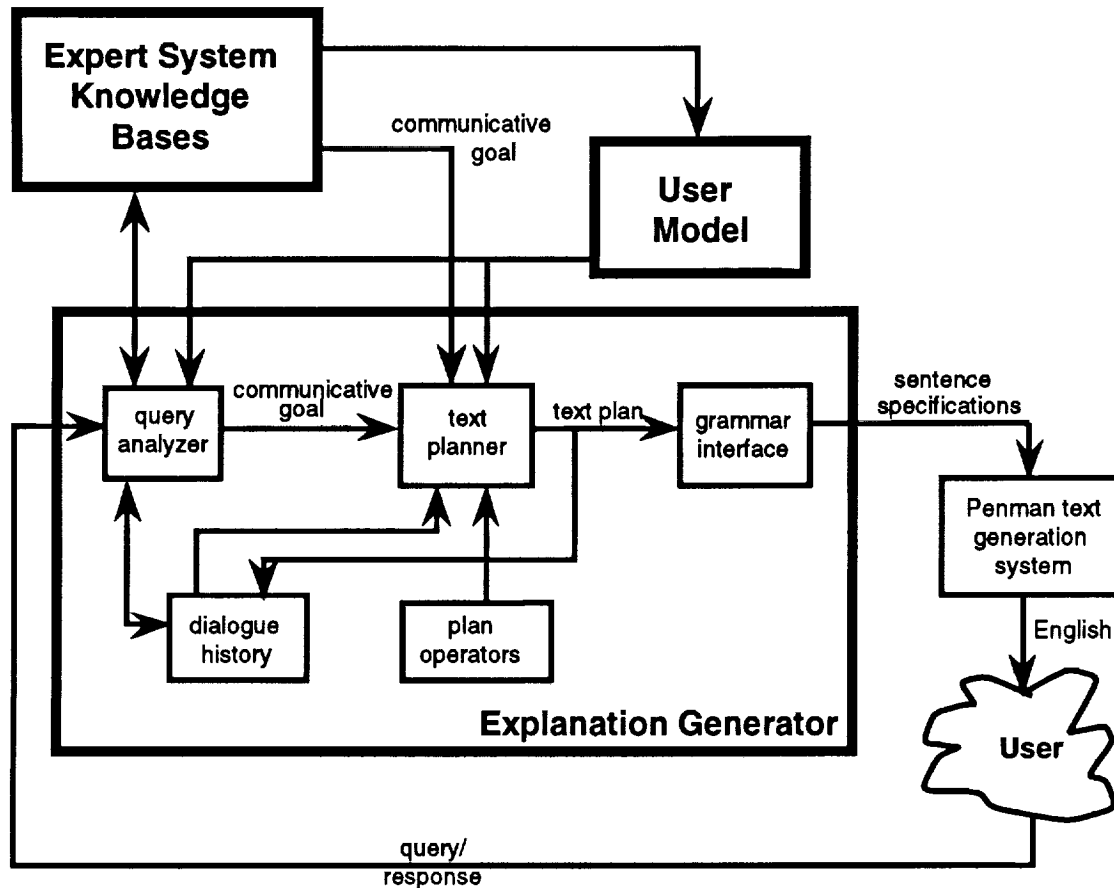 Expert System
Knowledge
Bases
communicative
goal
User
Model
query
analyzer
communicative
goal
text
planner
text plan
grammar
interface
sentence
specifications
Penman text
generation
system
dialogue
history
plan
operators
English
Explanation Generator
User
query/
response